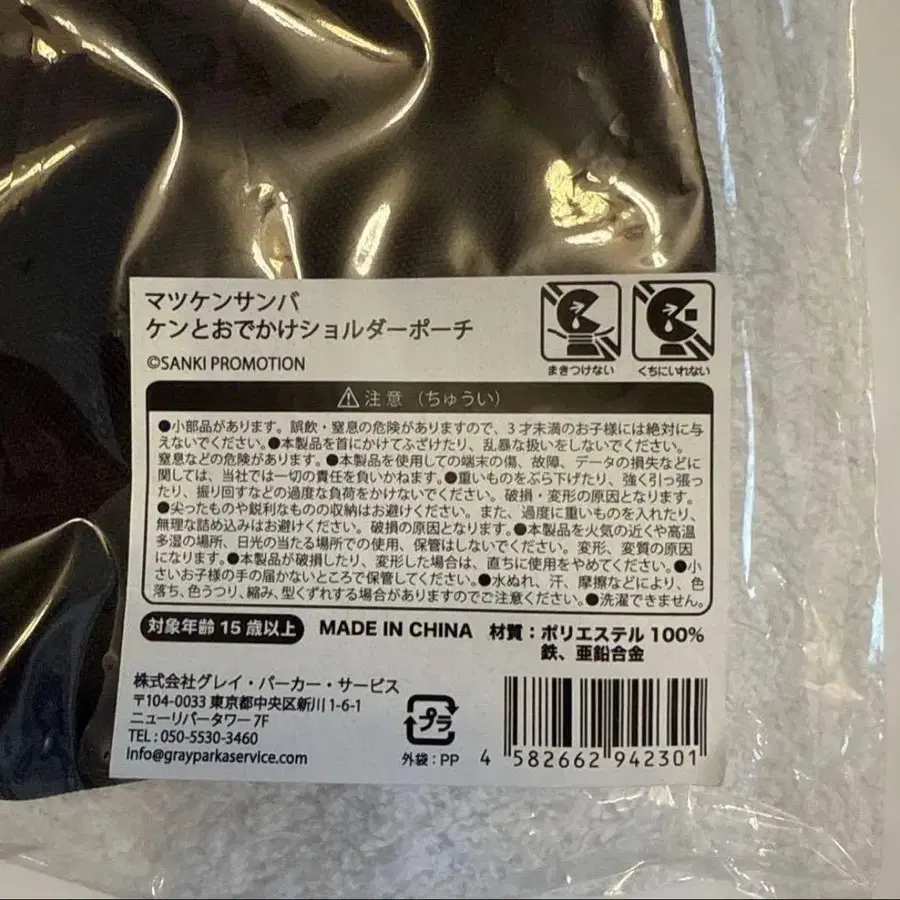 マツケンサンバ
ケンとおでかけショルダーポーチ
©SANKI PROMOTION
まきつけない
くちにいれない
注意（ちゅうい）
●小部品があります。誤飲・窒息の危険がありますので、3才未満のお子様には絶対に与
えないでください。●本製品を首にかけてふざけたり、乱暴な扱いをしないでください。
窒息などの危険があります。●本製品を使用しての端末の傷、故障、データの損失などに
関しては、当社では一切の責任を負いかねます。●重いものをぶら下げたり、強く引っ張っ
たり、振り回すなどの過度な負荷をかけないでください。破損・変形の原因となります。
●尖ったものや鋭利なものの収納はお避けください。また、過度に重いものを入れたり、
無理な詰め込みはお避けください。破損の原因となります。●本製品を火気の近くや高温
多湿の場所、日光の当たる場所での使用、保管はしないでください。変形、変質の原因
になります。●本製品が破損したり、変形した場合は、直ちに使用をやめてください。●小
さいお子様の手の届かないところで保管してください。●水ぬれ、汗、摩擦などにより、色
落ち、色うつり、縮み、型くずれする場合がありますのでご注意ください。●洗濯できません。
対象年齢 15 歳以上 MADE IN CHINA 材質：ポリエステル 100%
鉄、亜鉛合金
株式会社グレイ・パーカー・サービス
〒104-0033 東京都中央区新川 1-6-1
ニューリバータワー 7F
TEL : 050-5530-3460
info@grayparkaservice.com
プラ
外袋：PP
4 582662 942301